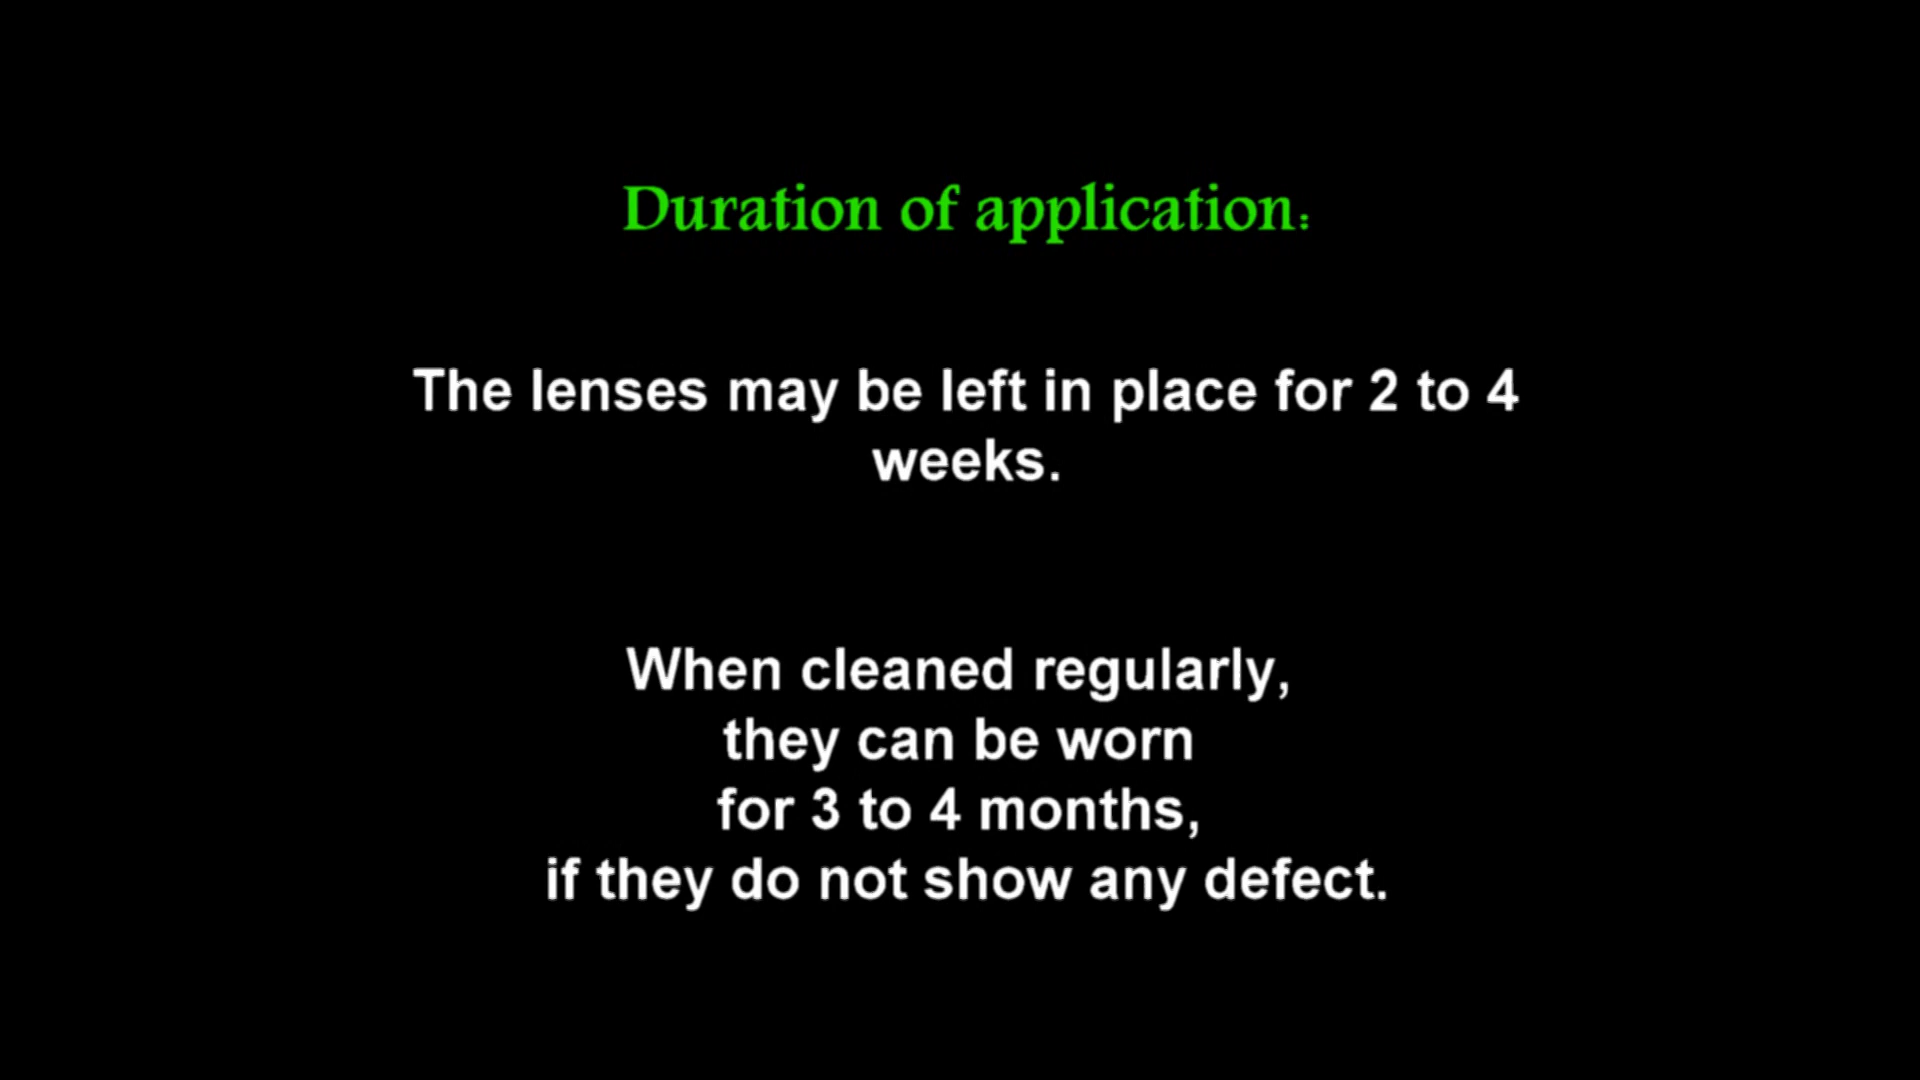 Duration of application:
The lenses may be left in place for 2 to 4
weeks.
When cleaned regularly,
they can be worn
for 3 to 4 months,
if they do not show any defect.